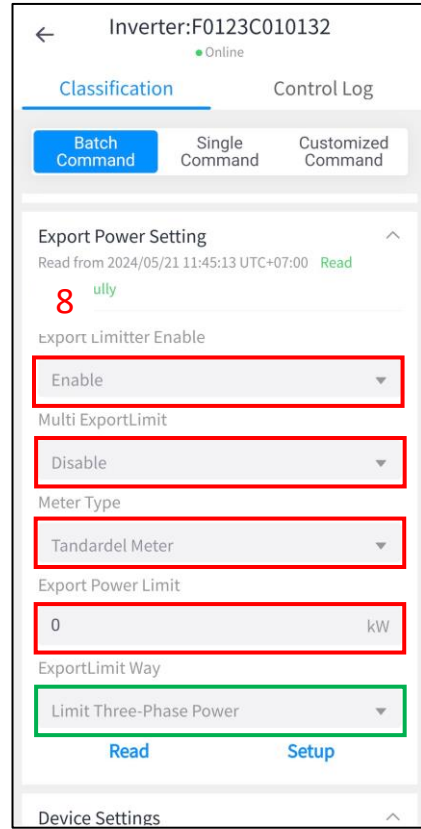 Inverter:F0123C010132
Online
Classification Control Log
Batch Command Single Command Customized Command
Export Power Setting
Read from 2024/05/21 11:45:13 UTC+07:00 Read
8 ully
Export Limitter Enable
Enable
Multi ExportLimit
Disable
Meter Type
Tandardel Meter
Export Power Limit
0 kW
ExportLimit Way
Limit Three-Phase Power
Read Setup
Device Settings